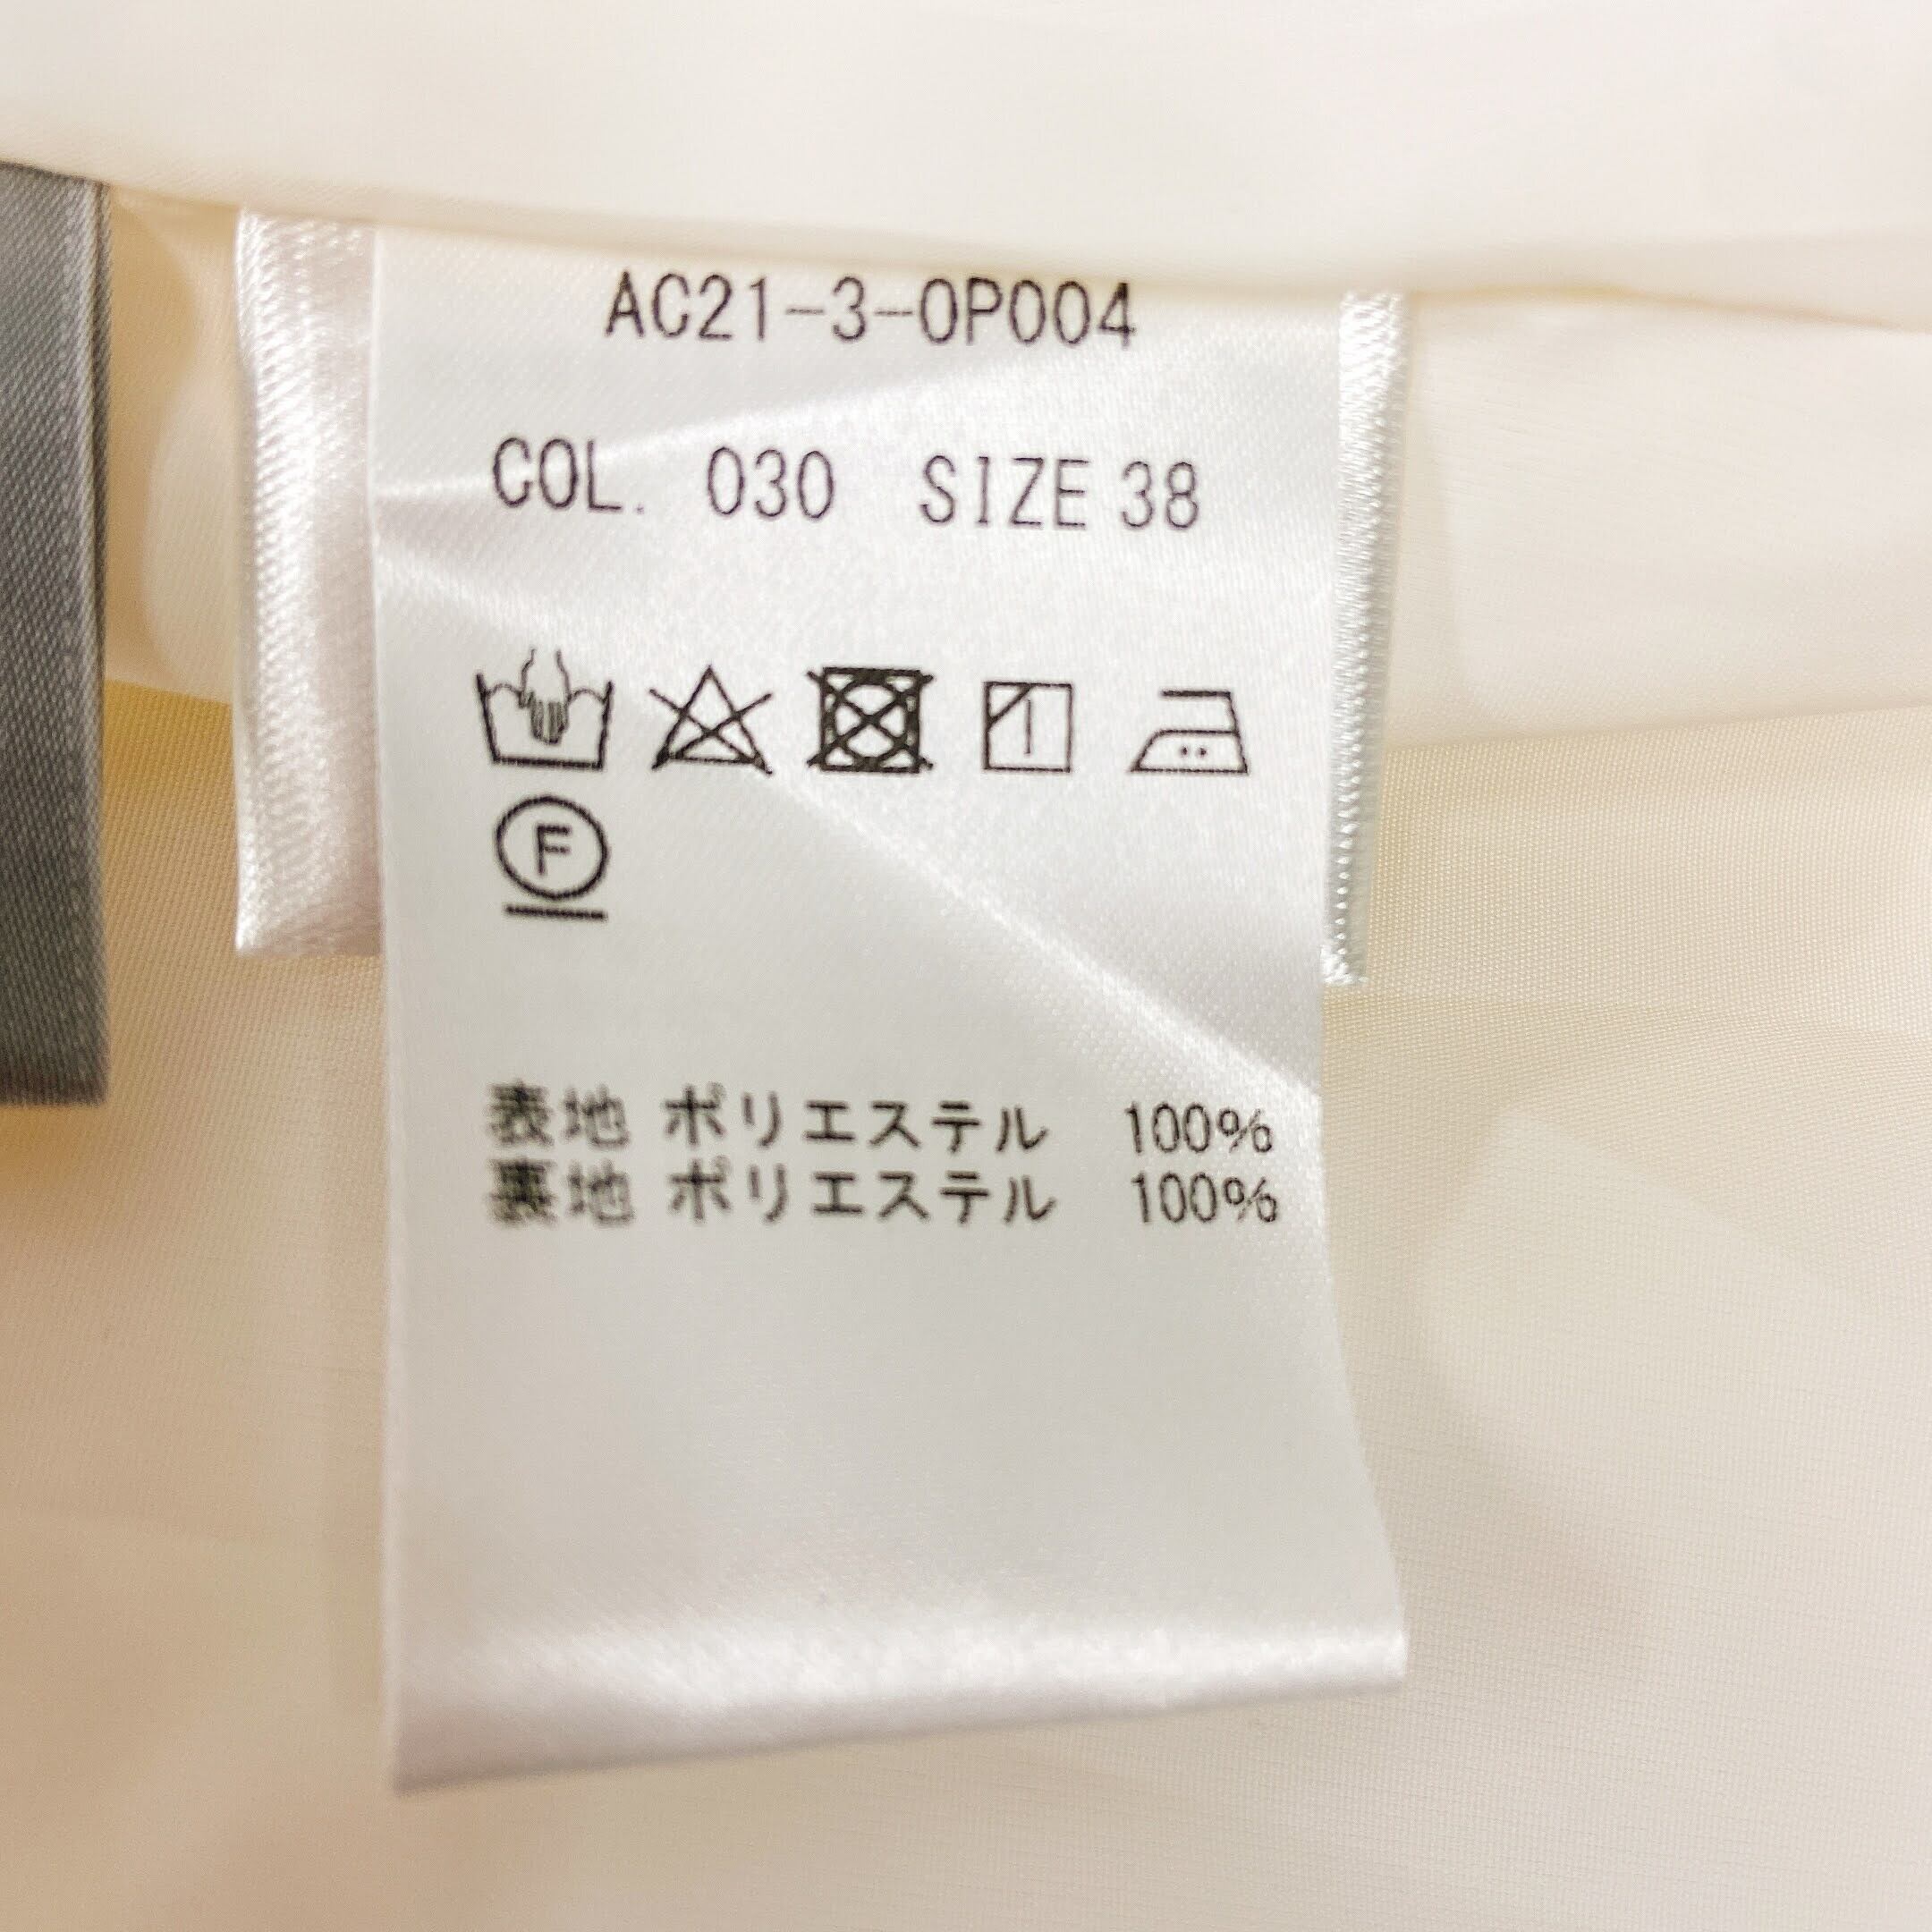 AC21-3-OP004
COL. 030 SIZE 38
F
表地 ポリエステル 100%
裏地 ポリエステル 100%